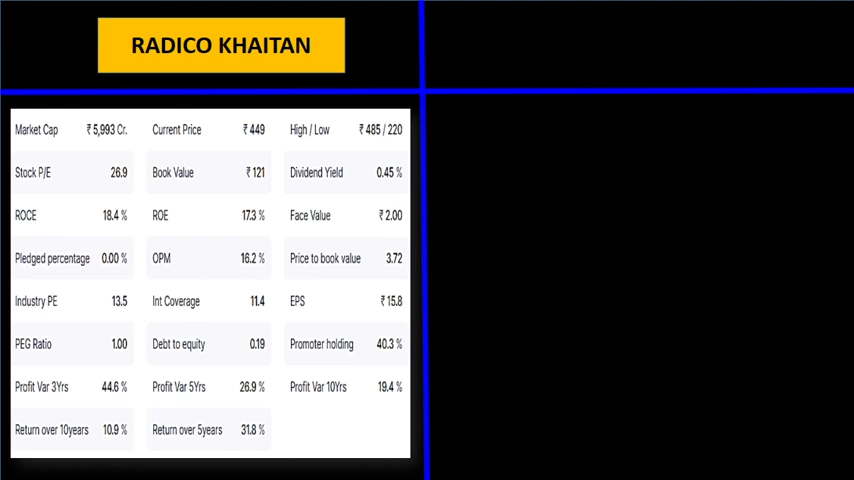 RADICO KHAITAN
Market Cap ₹ 5,993 Cr. Current Price ₹ 449 High / Low ₹ 485 / 220
Stock P/E 26.9 Book Value ₹ 121 Dividend Yield 0.45 %
ROCE 18.4 % ROE 17.3 % Face Value ₹ 2.00
Pledged percentage 0.00 % OPM 16.2 % Price to book value 3.72
Industry PE 13.5 Int Coverage 11.4 EPS ₹ 15.8
PEG Ratio 1.00 Debt to equity 0.19 Promoter holding 40.3 %
Profit Var 3Yrs 44.6 % Profit Var 5Yrs 26.9 % Profit Var 10Yrs 19.4 %
Return over 10years 10.9 % Return over 5years 31.8 %